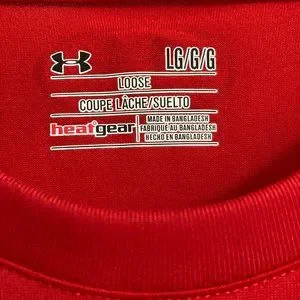 LG/G/G
LOOSE
COUPE LÂCHE/SUELTO
heatgear
MADE IN BANGLADESH
FABRIQUÉ AU BANGLADESH
HECHO EN BANGLADESH